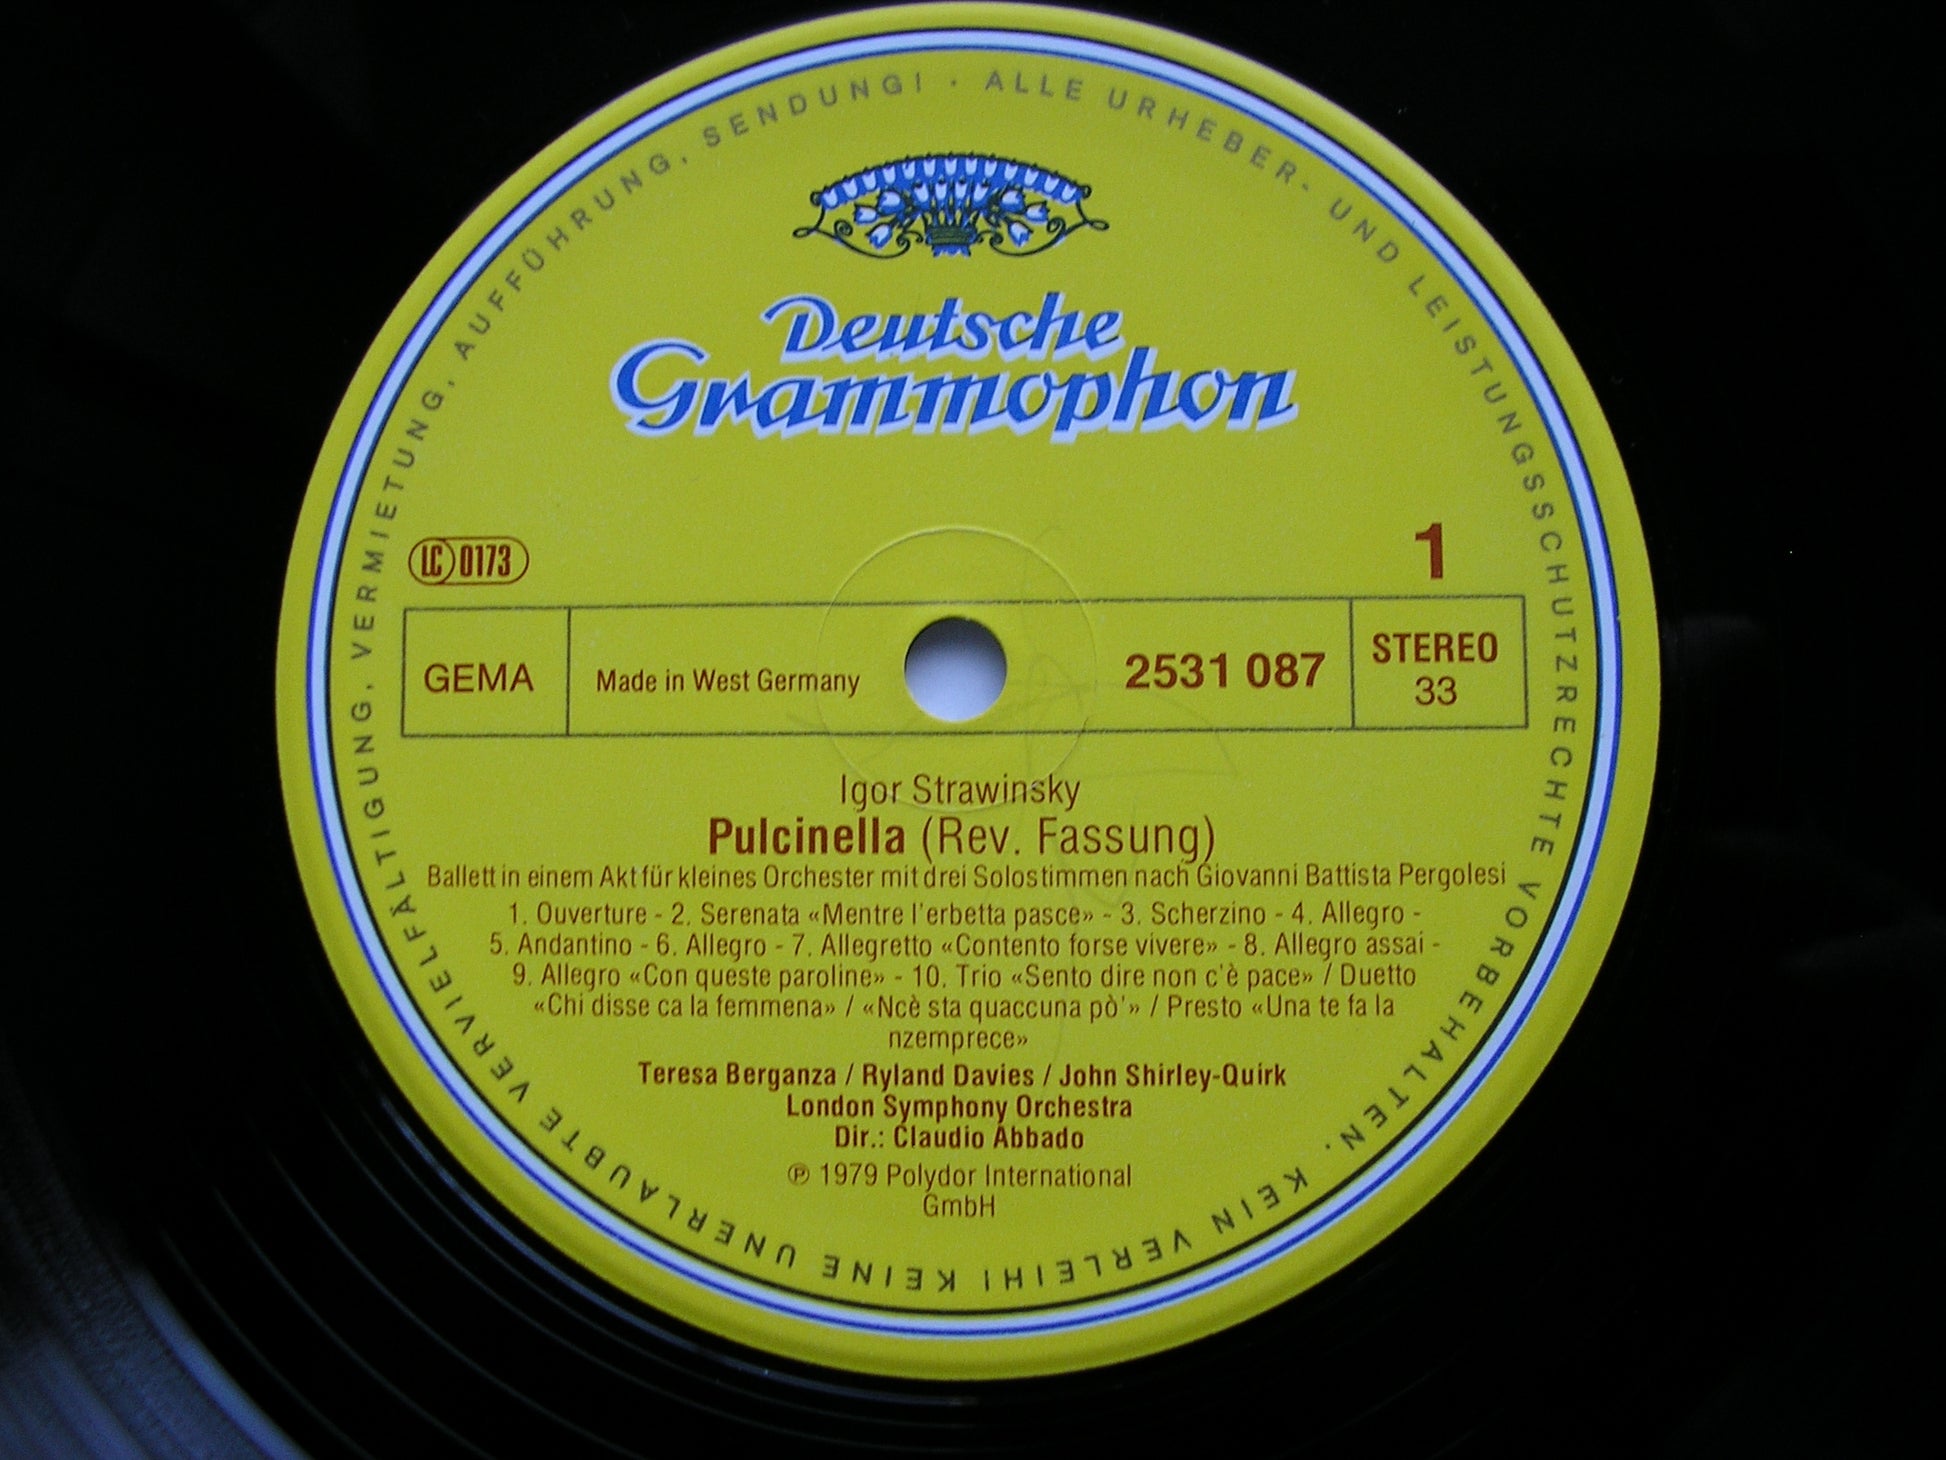 Deutsche
Grammophon
LC 0173
1
GEMA
Made in West Germany
2531 087
STEREO
33
Igor Strawinsky
Pulcinella (Rev. Fassung)
Ballett in einem Akt für kleines Orchester mit drei Solostimmen nach Giovanni Battista Pergolesi
1. Ouverture - 2. Serenata «Mentre l'erbetta pasce» - 3. Scherzino - 4. Allegro -
5. Andantino - 6. Allegro - 7. Allegretto «Contento forse vivere» - 8. Allegro assai -
9. Allegro «Con queste paroline» - 10. Trio «Sento dire non c'è pace» / Duetto
«Chi disse ca la femmena» / «Ncè sta quaccuna pò'» / Presto «Una te fa la
nzemprece»
Teresa Berganza / Ryland Davies / John Shirley-Quirk
London Symphony Orchestra
Dir.: Claudio Abbado
℗ 1979 Polydor International
GmbH
ALLE URHEBER- UND LEISTUNGSSCHUTZRECHTE VORBEHALTEN. KEIN VERLEIH! KEINE UNERLAUBTE VERVIELFÄLTIGUNG, VERMIETUNG, AUFFÜHRUNG, SENDUNG! ·